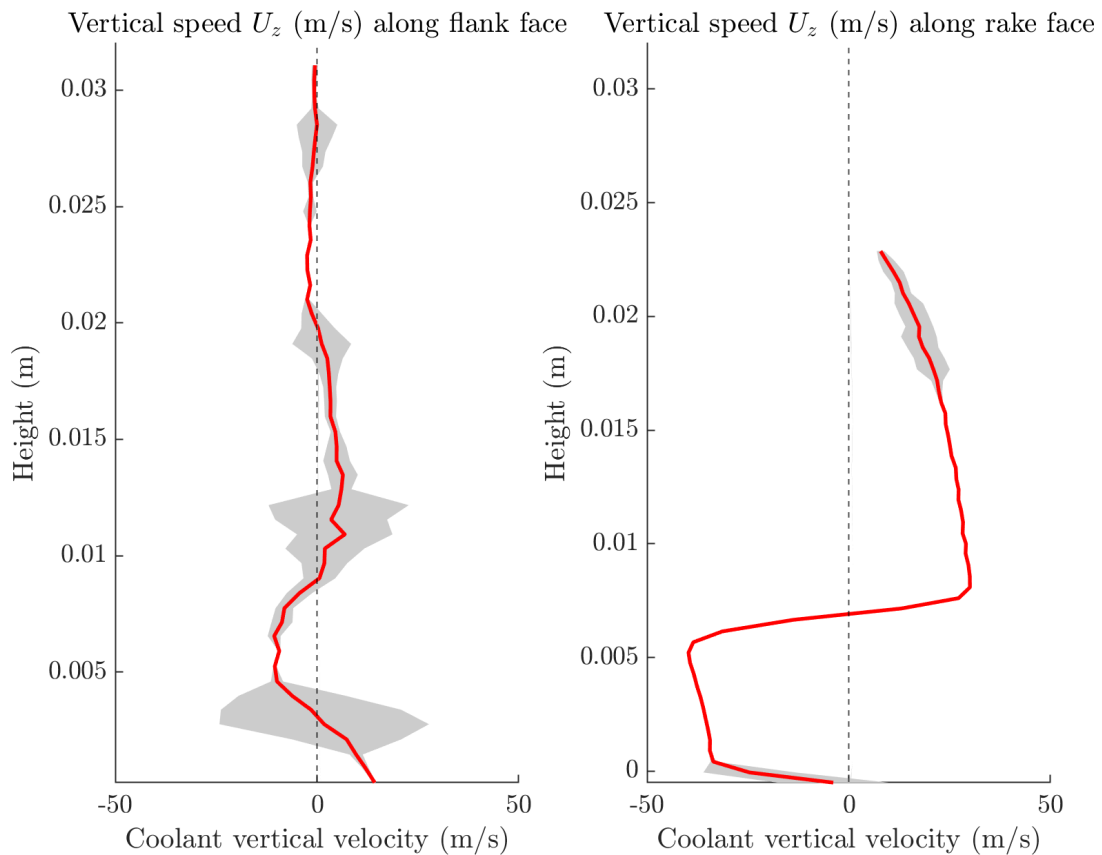 Vertical speed U_z (m/s) along flank face
0.03
0.025
0.02
0.015
0.01
0.005
Height (m)
-50 0 50
Coolant vertical velocity (m/s)
Vertical speed U_z (m/s) along rake face
0.03
0.025
0.02
0.015
0.01
0.005
0
Height (m)
-50 0 50
Coolant vertical velocity (m/s)